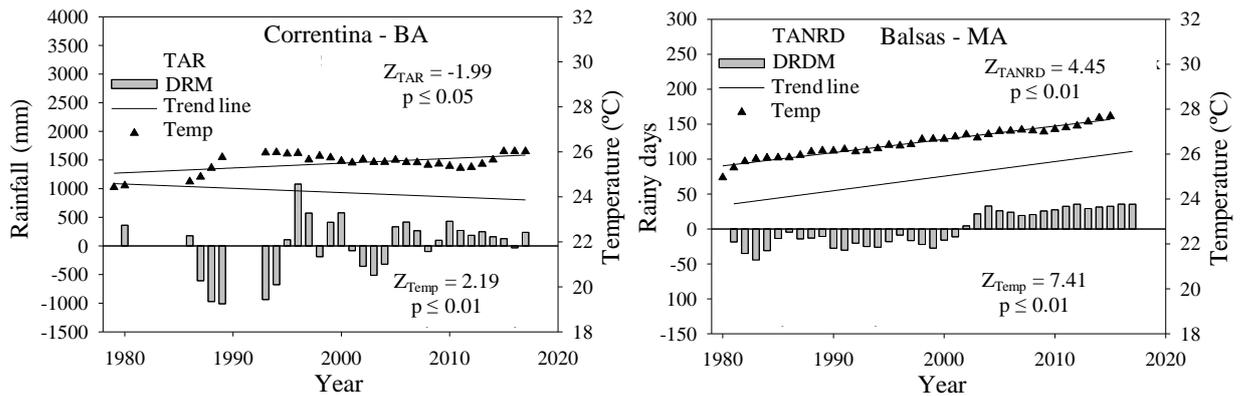 Correntina - BA
TAR
DRM
Trend line
Temp
Z_TAR = -1.99
p ≤ 0.05
Z_Temp = 2.19
p ≤ 0.01
Rainfall (mm)
4000
3500
3000
2500
2000
1500
1000
500
0
-500
-1000
-1500
32
30
28
26
24
22
20
18
Temperature (ºC)
1980 1990 2000 2010 2020
Year
Balsas - MA
TANRD
DRDM
Trend line
Temp
Z_TANRD = 4.45
p ≤ 0.01
Z_Temp = 7.41
p ≤ 0.01
Rainy days
300
250
200
150
100
50
0
-50
100
-150
32
30
28
26
24
22
20
18
Temperature (ºC)
1980 1990 2000 2010 2020
Year